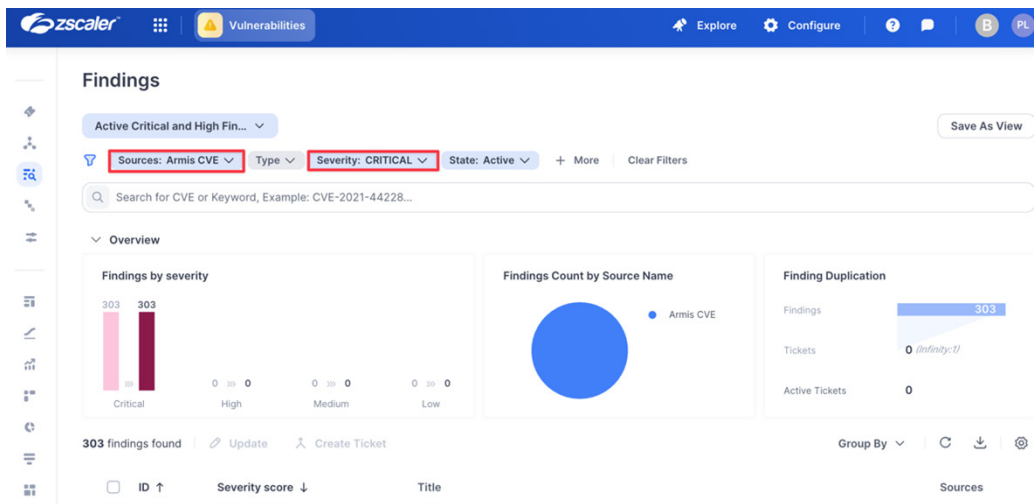 zscaler Vulnerabilities Explore Configure ? B PL
Findings
Active Critical and High Fin... Save As View
Sources: Armis CVE Type Severity: CRITICAL State: Active + More Clear Filters
Search for CVE or Keyword, Example: CVE-2021-44228...
Overview
Findings by severity
303 303
0 0
0 0
0 0
Critical High Medium Low
Findings Count by Source Name
Armis CVE
Finding Duplication
Findings 303
Tickets 0 (Infinity:1)
Active Tickets 0
303 findings found Update Create Ticket Group By
ID ↑ Severity score ↓ Title Sources